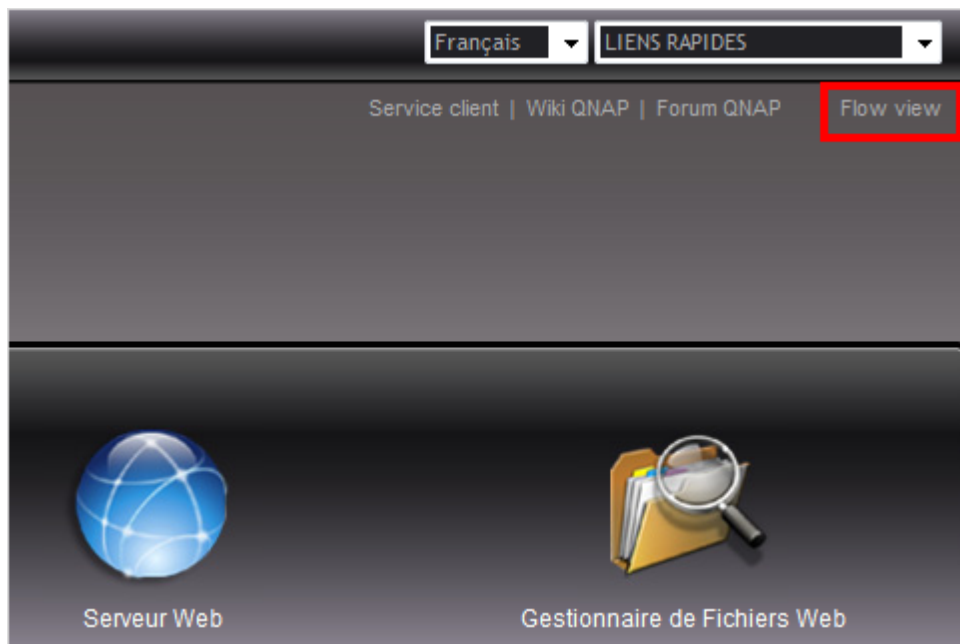 Français LIENS RAPIDES
Service client | Wiki QNAP | Forum QNAP Flow view
Serveur Web Gestionnaire de Fichiers Web